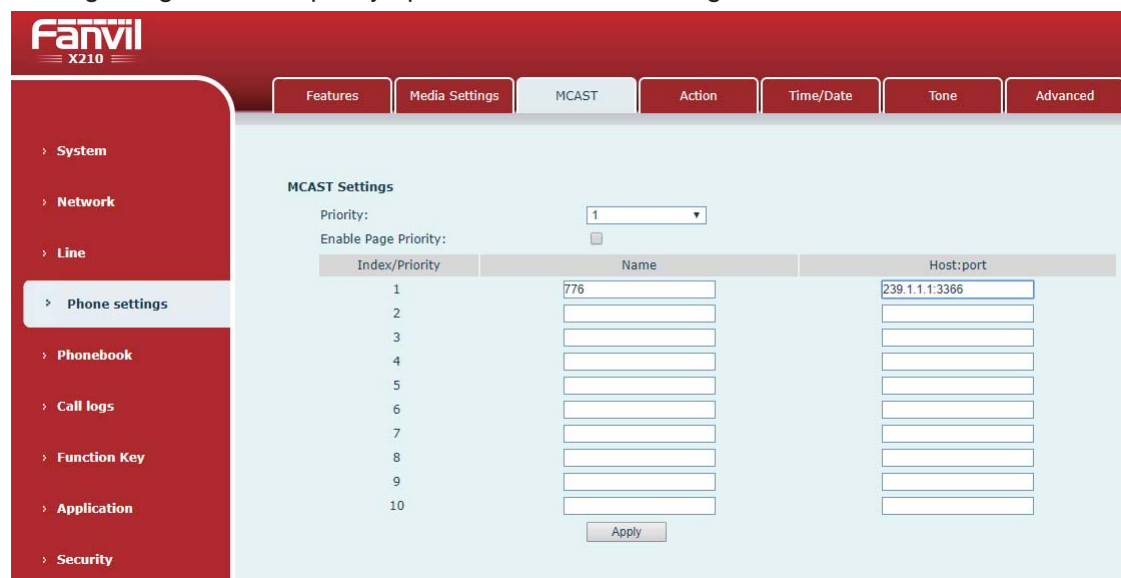 Fanvil
X210
Features
Media Settings
MCAST
Action
Time/Date
Tone
Advanced
System
Network
Line
Phone settings
Phonebook
Call logs
Function Key
Application
Security
MCAST Settings
Priority: 1
Enable Page Priority:
Index/Priority Name Host:port
1 776 239.1.1.1:3366
2
3
4
5
6
7
8
9
10
Apply